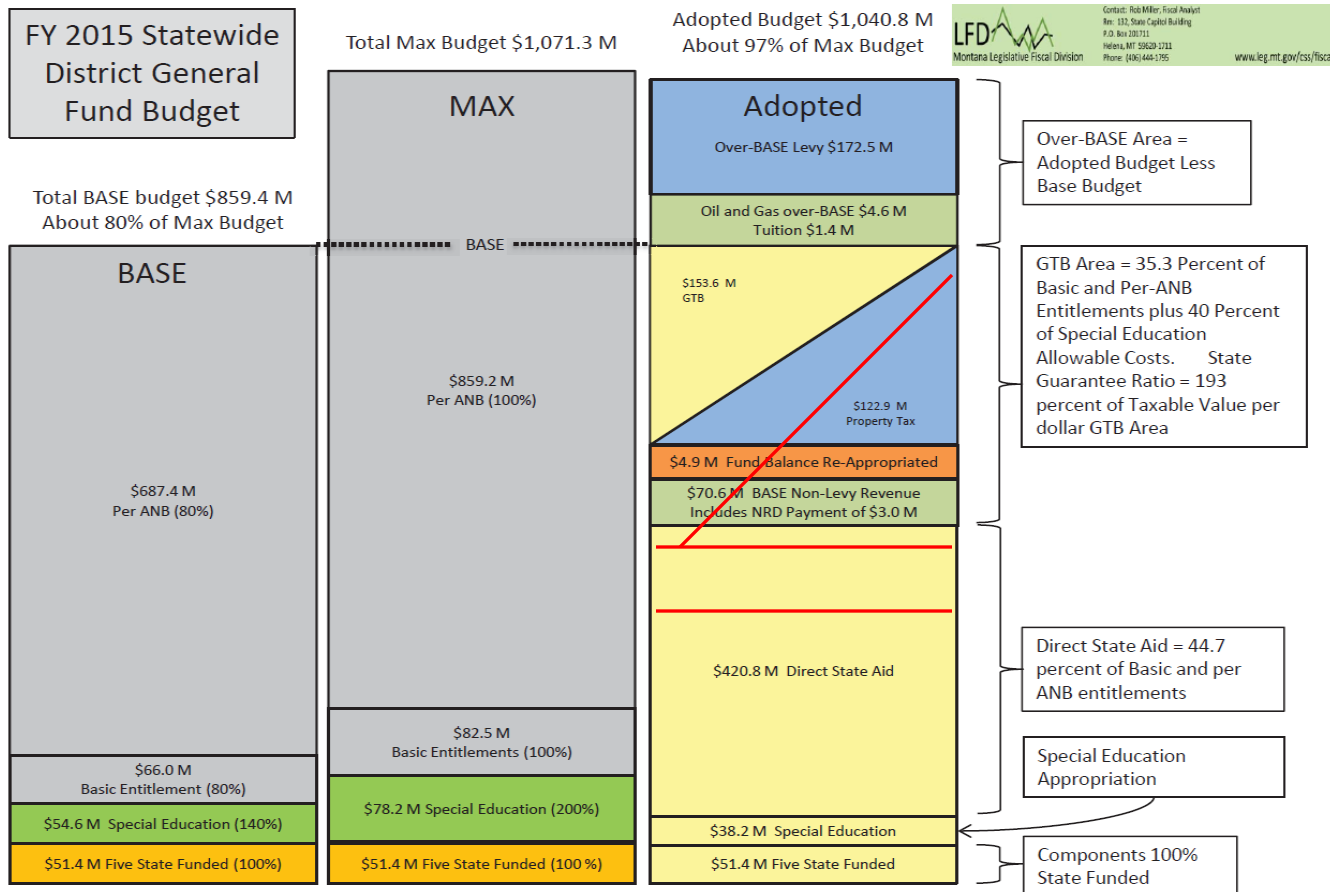 FY 2015 Statewide
District General
Fund Budget
Total BASE budget $859.4 M
About 80% of Max Budget
BASE
$687.4 M
Per ANB (80%)
$66.0 M
Basic Entitlement (80%)
$54.6 M Special Education (140%)
$51.4 M Five State Funded (100%)
Total Max Budget $1,071.3 M
MAX
BASE
$859.2 M
Per ANB (100%)
$82.5 M
Basic Entitlements (100%)
$78.2 M Special Education (200%)
$51.4 M Five State Funded (100 %)
Adopted Budget $1,040.8 M
About 97% of Max Budget
Adopted
Over-BASE Levy $172.5 M
Oil and Gas over-BASE $4.6 M
Tuition $1.4 M
$153.6 M
GTB
$122.9 M
Property Tax
$4.9 M Fund Balance Re-Appropriated
$70.6 M BASE Non-Levy Revenue
Includes NRD Payment of $3.0 M
$420.8 M Direct State Aid
$38.2 M Special Education
$51.4 M Five State Funded
LFD
Montana Legislative Fiscal Division
Contact: Rob Miller, Fiscal Analyst
Rm: 132, State Capitol Building
P.O. Box 201711
Helena, MT 59620-1711
Phone: (406) 444-1795
www.leg.mt.gov/css/fisca
Over-BASE Area =
Adopted Budget Less
Base Budget
GTB Area = 35.3 Percent of
Basic and Per-ANB
Entitlements plus 40 Percent
of Special Education
Allowable Costs. State
Guarantee Ratio = 193
percent of Taxable Value per
dollar GTB Area
Direct State Aid = 44.7
percent of Basic and per
ANB entitlements
Special Education
Appropriation
Components 100%
State Funded